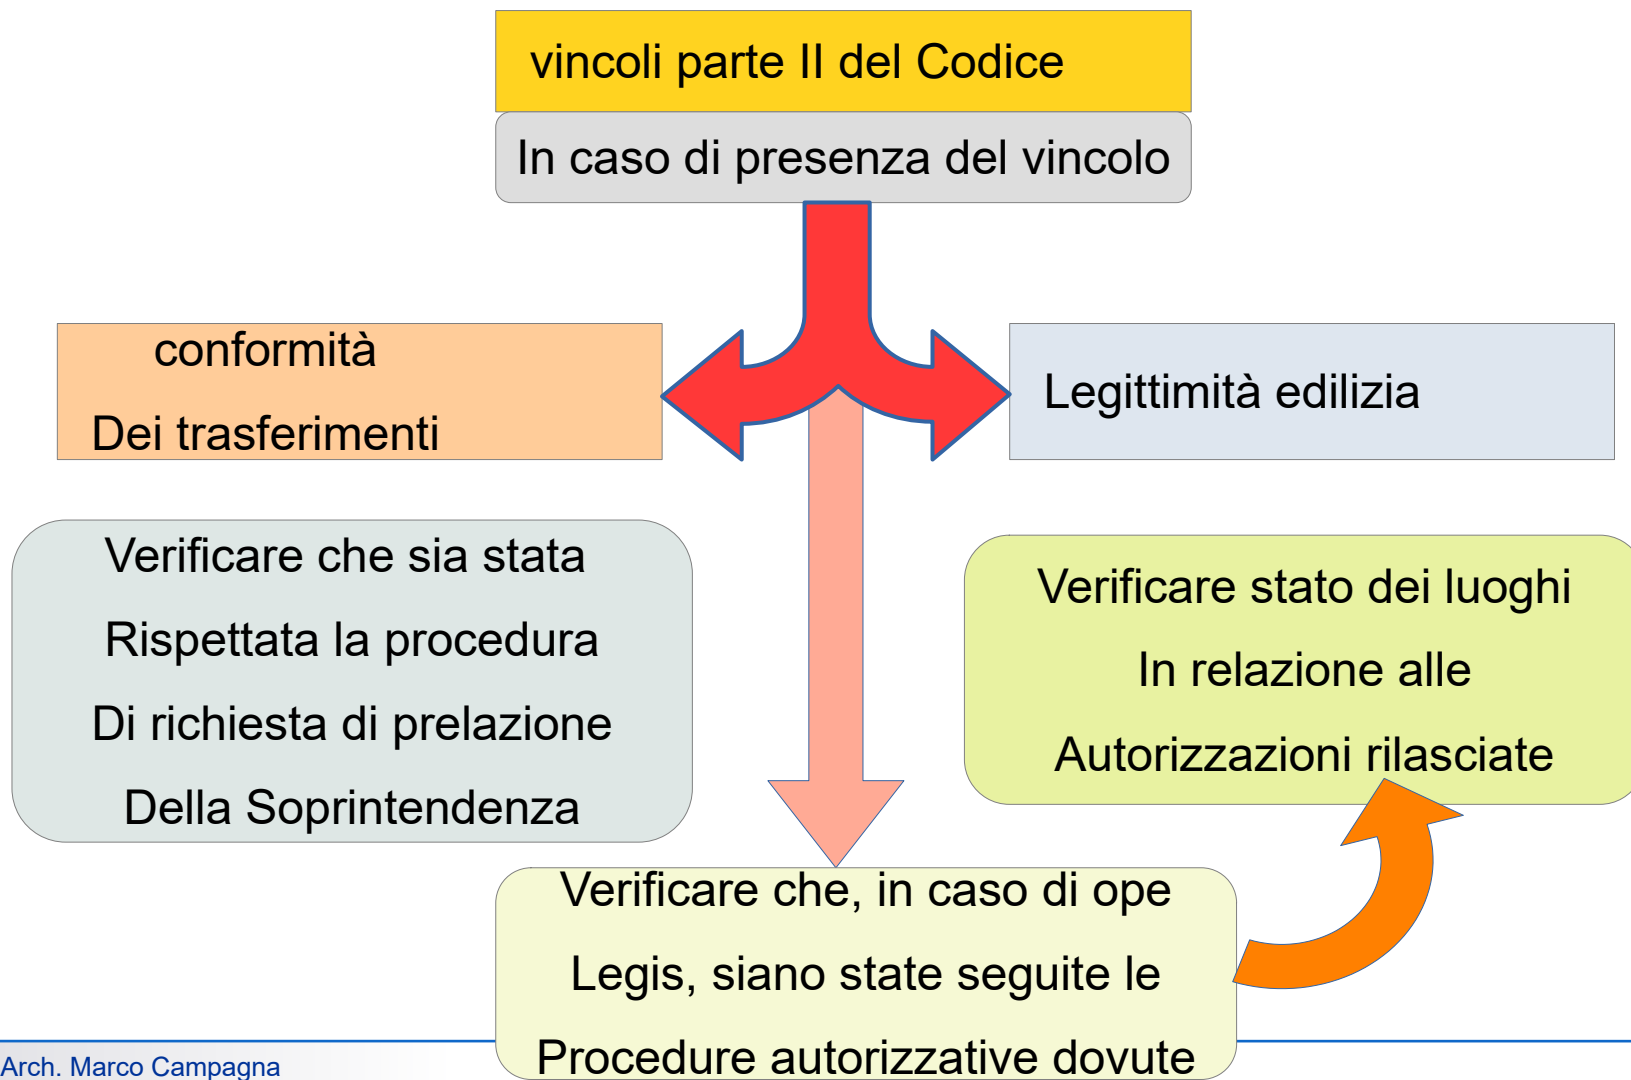 vincoli parte II del Codice
In caso di presenza del vincolo
conformità
Dei trasferimenti
Legittimità edilizia
Verificare che sia stata
Rispettata la procedura
Di richiesta di prelazione
Della Soprintendenza
Verificare stato dei luoghi
In relazione alle
Autorizzazioni rilasciate
Verificare che, in caso di ope
Legis, siano state seguite le
Procedure autorizzative dovute
Arch. Marco Campagna